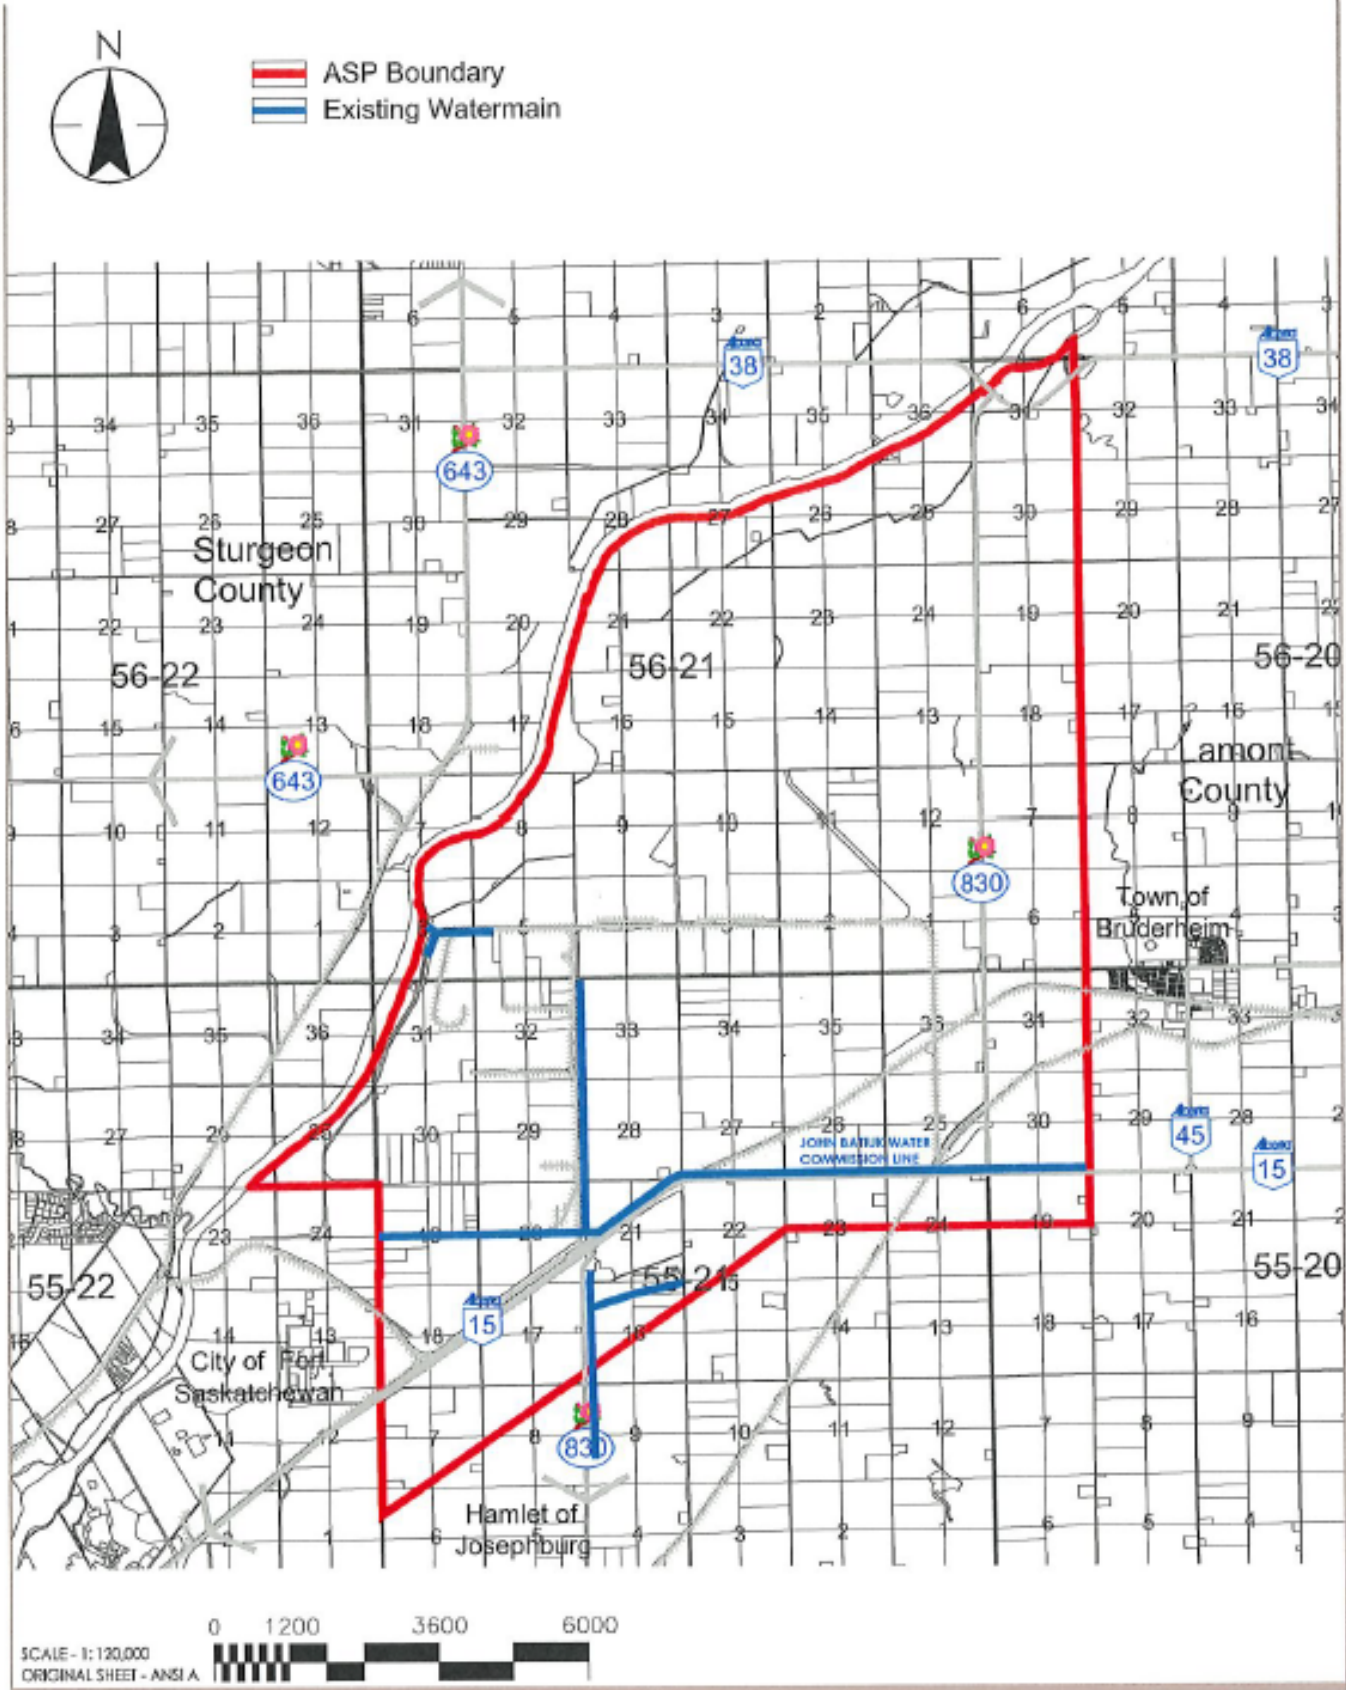 N
ASP Boundary
Existing Watermain
6 5 4 3 2 6 5 4 3
38 38
34 35 36 31 32 33 34 35 36 32 33 34
643
27 26 25 30 29 28 27 26 25 30 29 28 27
Sturgeon
County
22 23 24 19 20 21 22 23 24 19 20 21
56-22 56-21 56-20
15 14 13 18 17 16 15 14 13 18 17 16
Lamont
County
643
10 11 12 7 8 9 10 11 12 7 8
830
Town of
Bruderheim
3 2 1 5 2 1 6 4
34 35 36 31 32 33 34 35 36 31 32 33
27 26 25 30 29 28 27 26 25 30 29 28
JOHN BATIUK WATER
COMMISSION LINE
Alberta
45
Alberta
15
23 24 19 20 21 22 23 24 19 20 21
55-22 55-21 55-20
15
14 13 18 17 16 14 13 18 17 16
City of Fort
Saskatchewan
11 12 7 8 9 10 11 12 7 8 9
830
Hamlet of
Josephburg
1 6 5 4 3 2 1 6 5 4
0 1200 3600 6000
SCALE - 1: 120,000
ORIGINAL SHEET - ANSI A